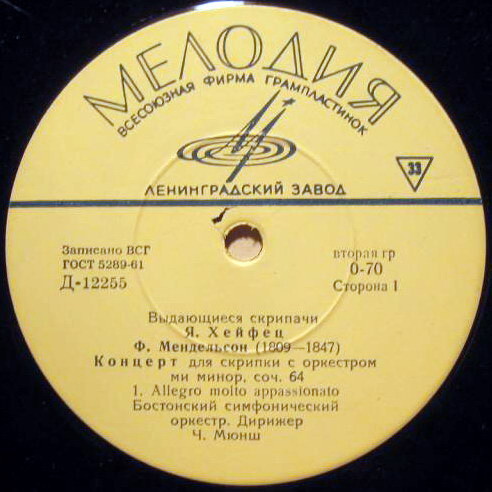 МЕЛОДИЯ
ВСЕСОЮЗНАЯ ФИРМА ГРАМПЛАСТИНОК
33
ЛЕНИНГРАДСКИЙ ЗАВОД
Записано ВСГ
ГОСТ 5289-61
Д-12255
вторая гр
0-70
Сторона 1
Выдающиеся скрипачи
Я. Хейфец
Ф. Мендельсон (1809—1847)
Концерт для скрипки с оркестром
ми минор, соч. 64
1. Allegro molto appassionato
Бостонский симфонический
оркестр. Дирижер
Ч. Мюнш